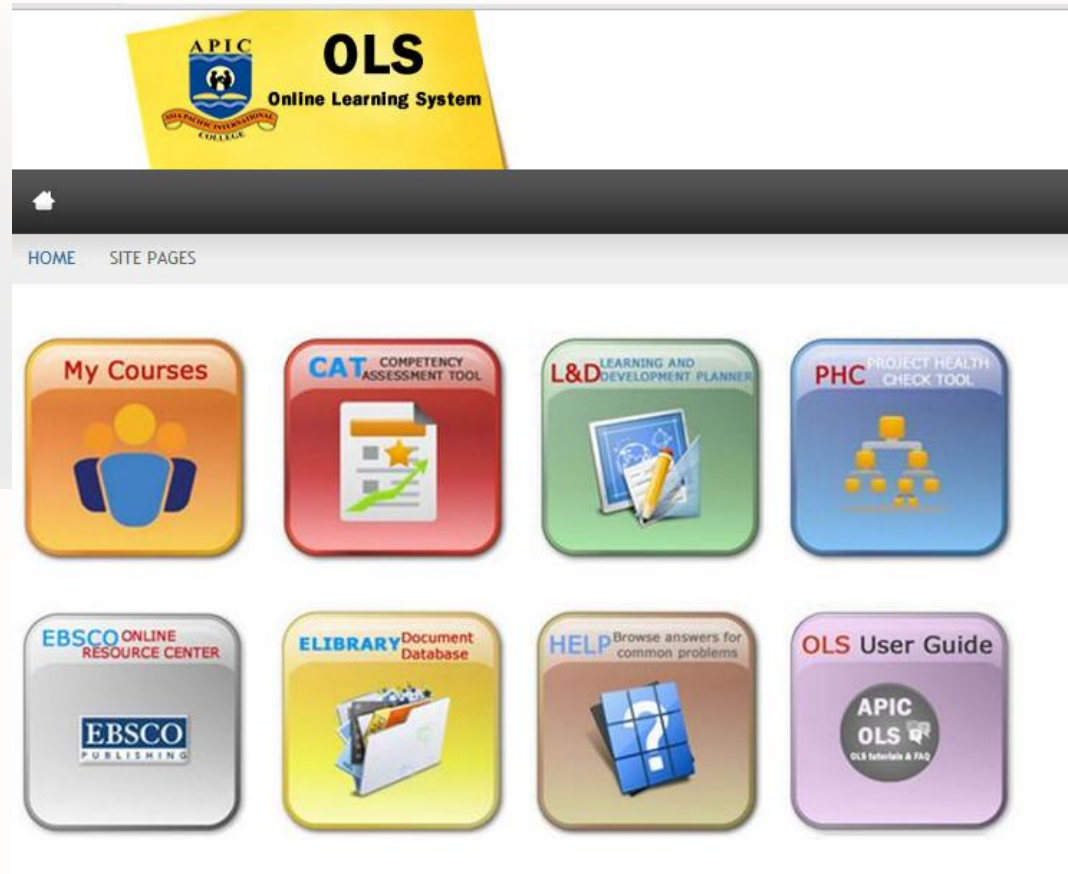 APIC
ASIA PACIFIC INTERNATIONAL
COLLEGE
OLS
Online Learning System
HOME SITE PAGES
My Courses
CAT COMPETENCY
ASSESSMENT TOOL
L&D LEARNING AND
DEVELOPMENT PLANNER
PHC PROJECT HEALTH
CHECK TOOL
EBSCO ONLINE
RESOURCE CENTER
EBSCO
PUBLISHING
ELIBRARY Document
Database
HELP Browse answers for
common problems
?
OLS User Guide
APIC
OLS
OLS tutorials & FAQ